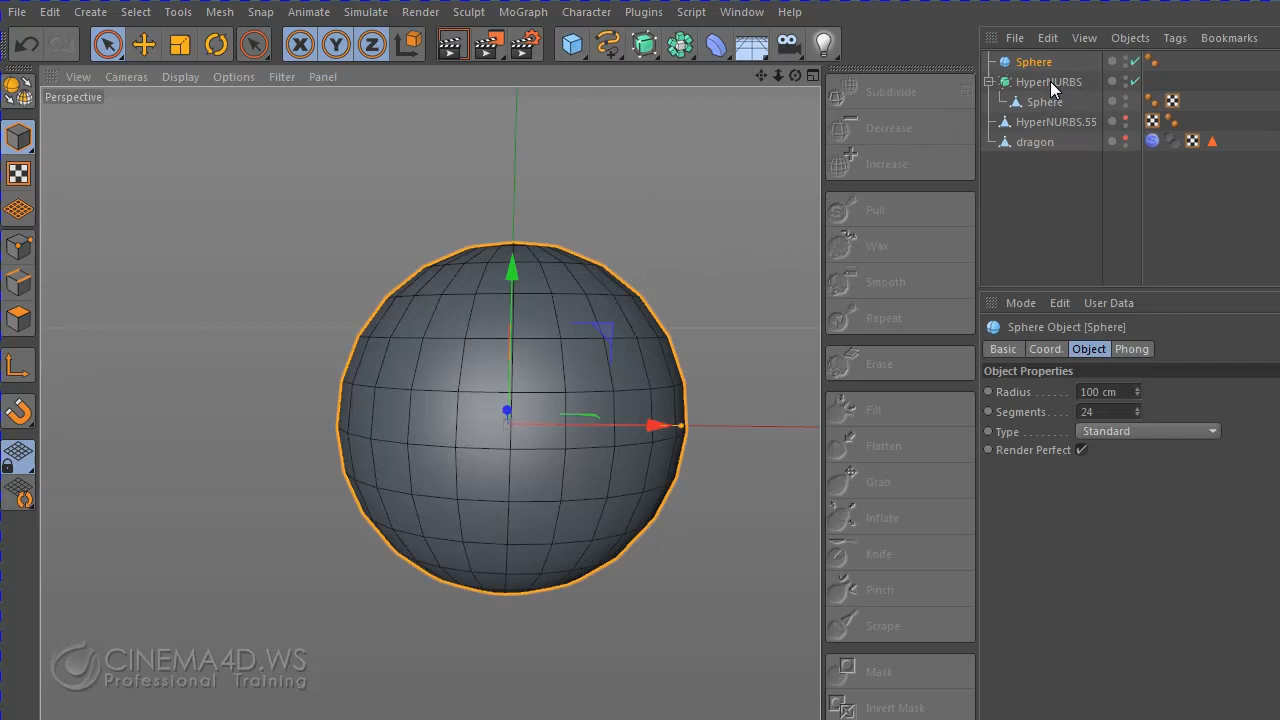 File Edit Create Select Tools Mesh Snap Animate Simulate Render Sculpt MoGraph Character Plugins Script Window Help
X Y Z
File Edit View Objects Tags Bookmarks
View Cameras Display Options Filter Panel
Perspective
Sphere
HyperNURBS
Sphere
HyperNURBS.55
dragon
Subdivide
Decrease
Increase
Pull
Wax
Smooth
Repeat
Erase
Fill
Flatten
Grab
Inflate
Knife
Pinch
Scrape
Mask
Invert Mask
Mode Edit User Data
Sphere Object [Sphere]
Basic Coord. Object Phong
Object Properties
Radius . . . . . . 100 cm
Segments . . . . 24
Type . . . . . . . . Standard
Render Perfect
CINEMA4D.WS
Professional Training